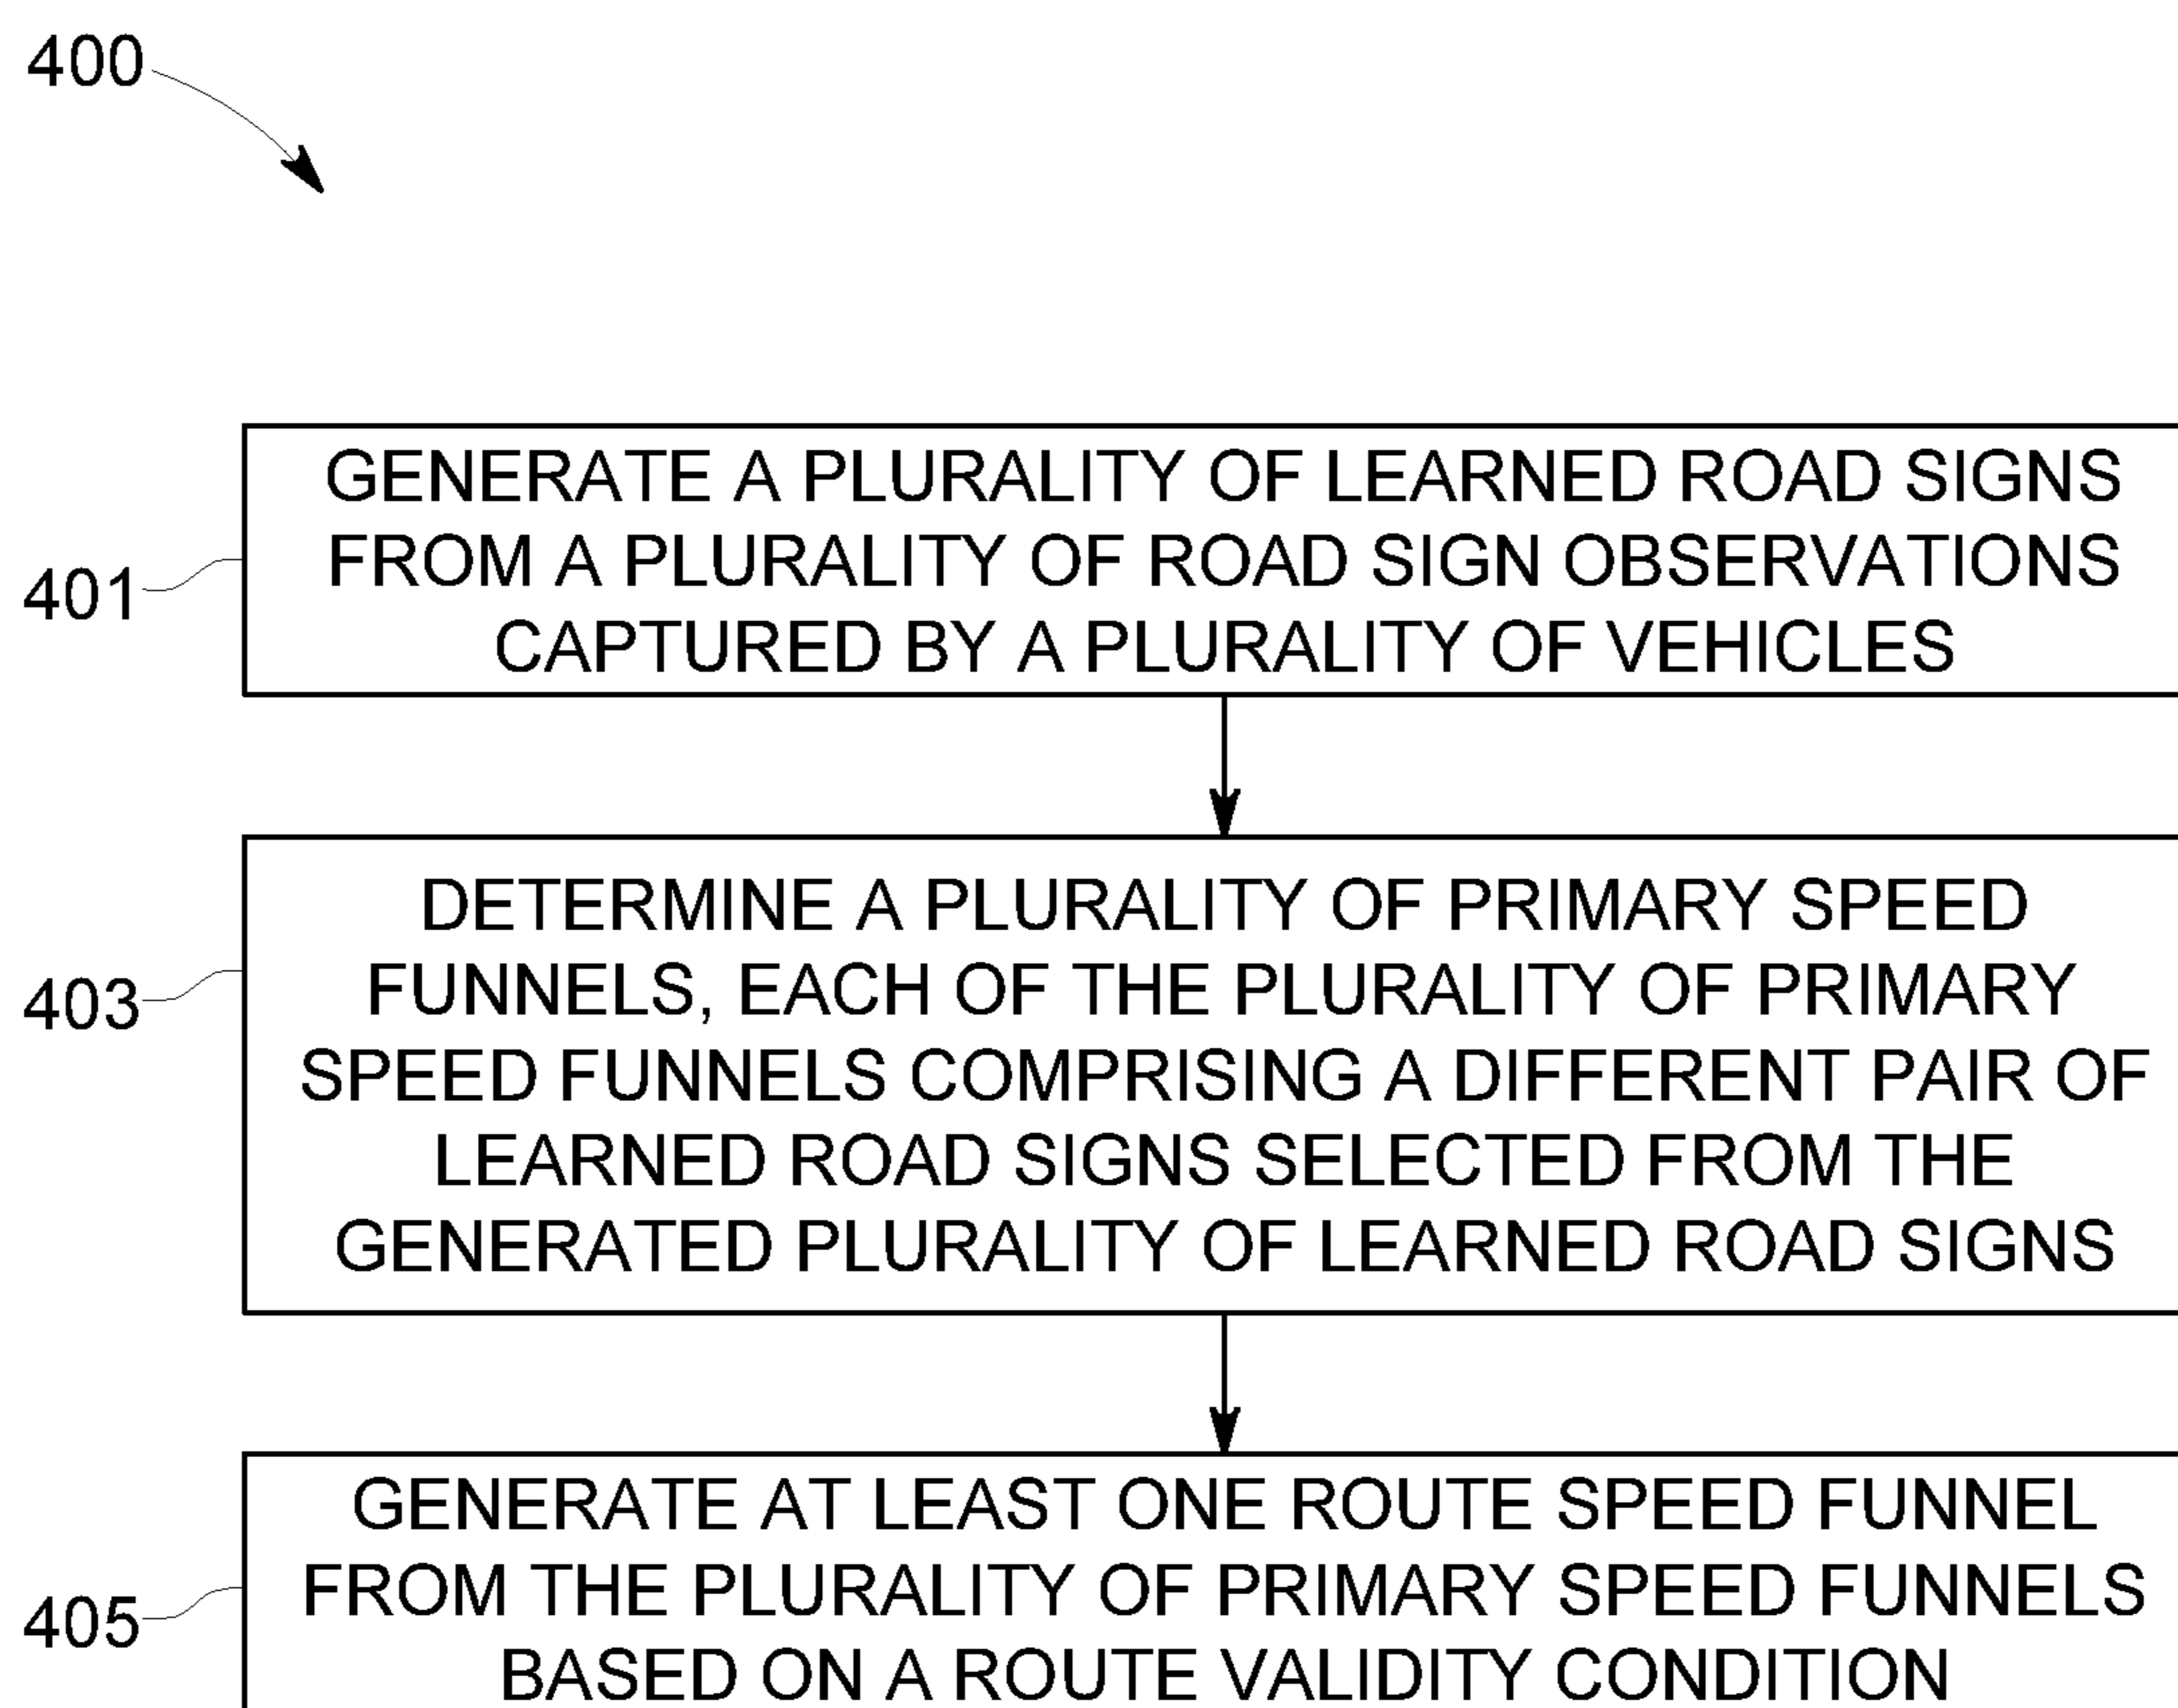 400
GENERATE A PLURALITY OF LEARNED ROAD SIGNS
FROM A PLURALITY OF ROAD SIGN OBSERVATIONS
CAPTURED BY A PLURALITY OF VEHICLES
401
DETERMINE A PLURALITY OF PRIMARY SPEED
FUNNELS, EACH OF THE PLURALITY OF PRIMARY
SPEED FUNNELS COMPRISING A DIFFERENT PAIR OF
LEARNED ROAD SIGNS SELECTED FROM THE
GENERATED PLURALITY OF LEARNED ROAD SIGNS
403
GENERATE AT LEAST ONE ROUTE SPEED FUNNEL
FROM THE PLURALITY OF PRIMARY SPEED FUNNELS
BASED ON A ROUTE VALIDITY CONDITION
405